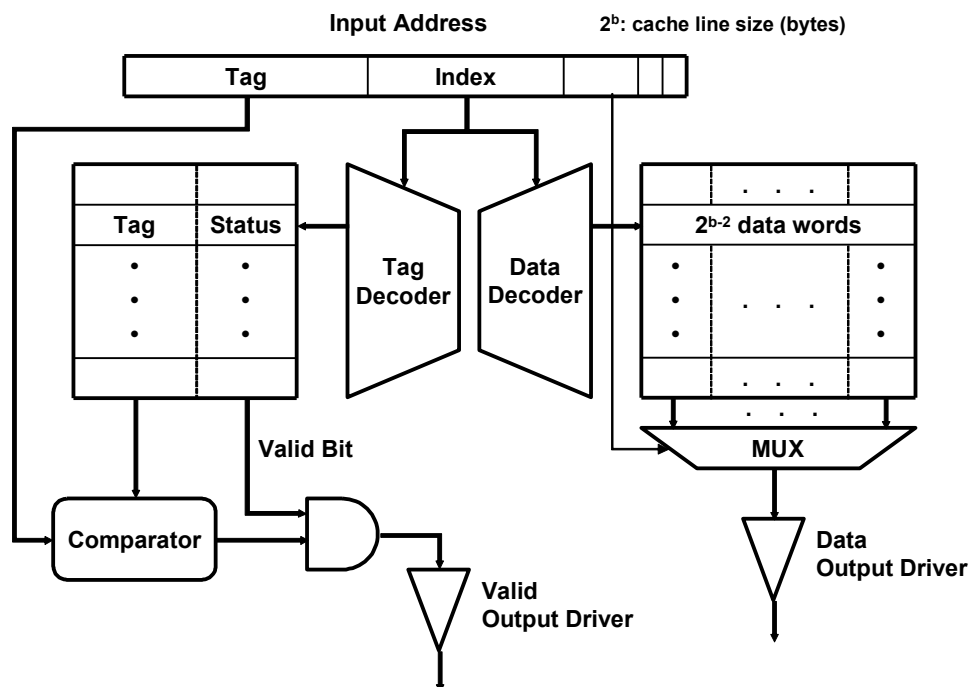 Input Address
2ᵇ: cache line size (bytes)
Tag
Index
Tag
Status
Tag
Decoder
Data
Decoder
2ᵇ⁻² data words
Valid Bit
MUX
Comparator
Valid
Output Driver
Data
Output Driver